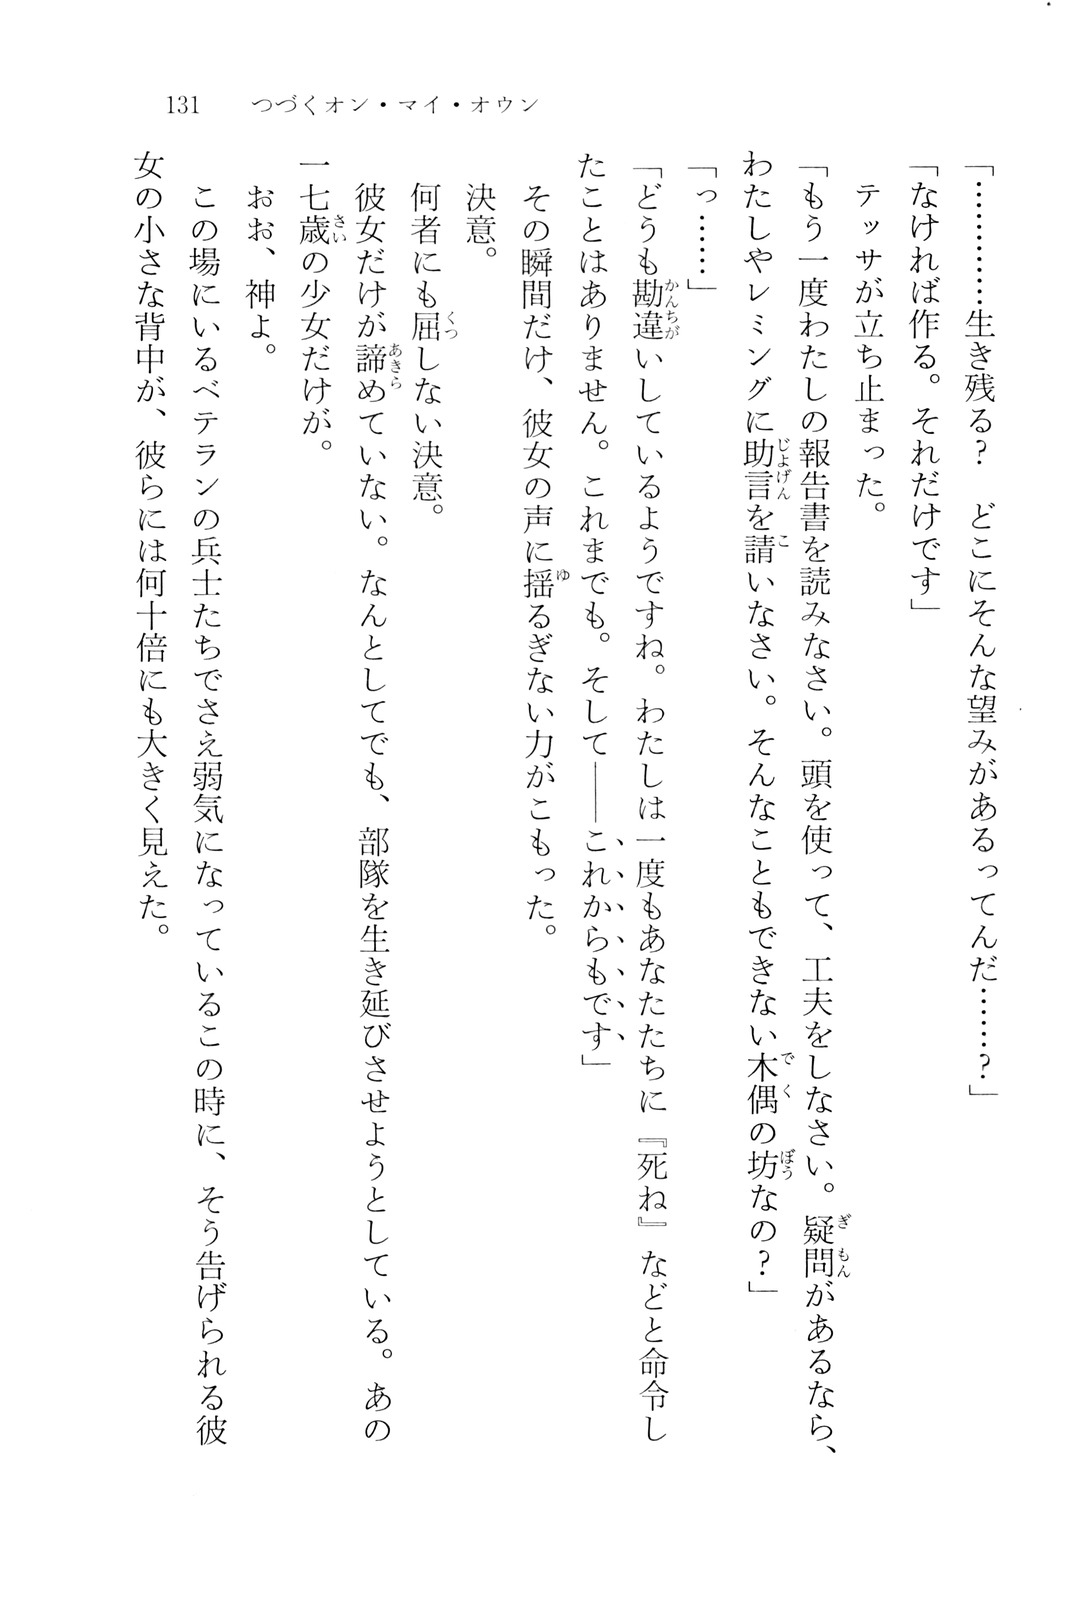 131　つづくオン・マイ・オウン
「…………生き残る？　どこにそんな望みがあるってんだ……？」
「なければ作る。それだけです」
　テッサが立ち止まった。
「もう一度わたしの報告書を読みなさい。頭を使って、工夫をしなさい。疑問があるなら、
わたしやレミングに助言を請いなさい。そんなこともできない木偶の坊なの？」
「っ……」
「どうも勘違いしているようですね。わたしは一度もあなたたちに『死ね』などと命令し
たことはありません。これまでも。そして――これからもです」
　その瞬間だけ、彼女の声に揺るぎない力がこもった。
　決意。
　何者にも屈しない決意。
　彼女だけが諦めていない。なんとしてでも、部隊を生き延びさせようとしている。あの
一七歳の少女だけが。
　おお、神よ。
　この場にいるベテランの兵士たちでさえ弱気になっているこの時に、そう告げられる彼
女の小さな背中が、彼らには何十倍にも大きく見えた。